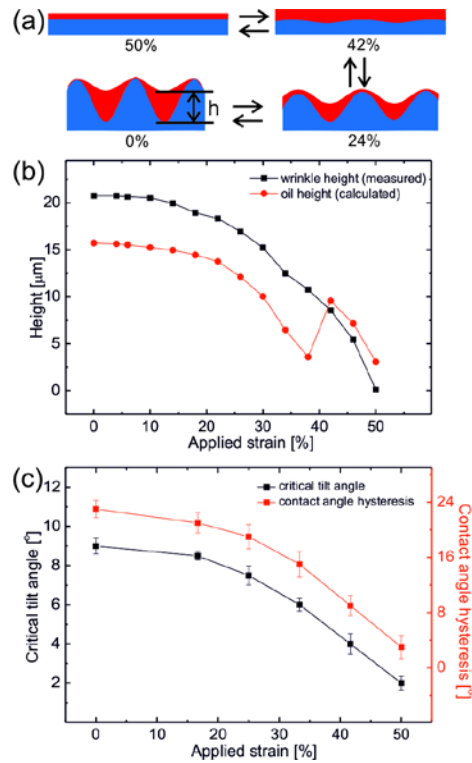 (a)
50%
42%
h
0%
24%
(b)
wrinkle height (measured)
oil height (calculated)
Height [µm]
20
15
10
5
0
0 10 20 30 40 50
Applied strain [%]
(c)
critical tilt angle
contact angle hysteresis
Critical tilt angle [°]
12
10
8
6
4
2
24
16
8
0
Contact angle hysteresis [°]
0 10 20 30 40 50
Applied strain [%]